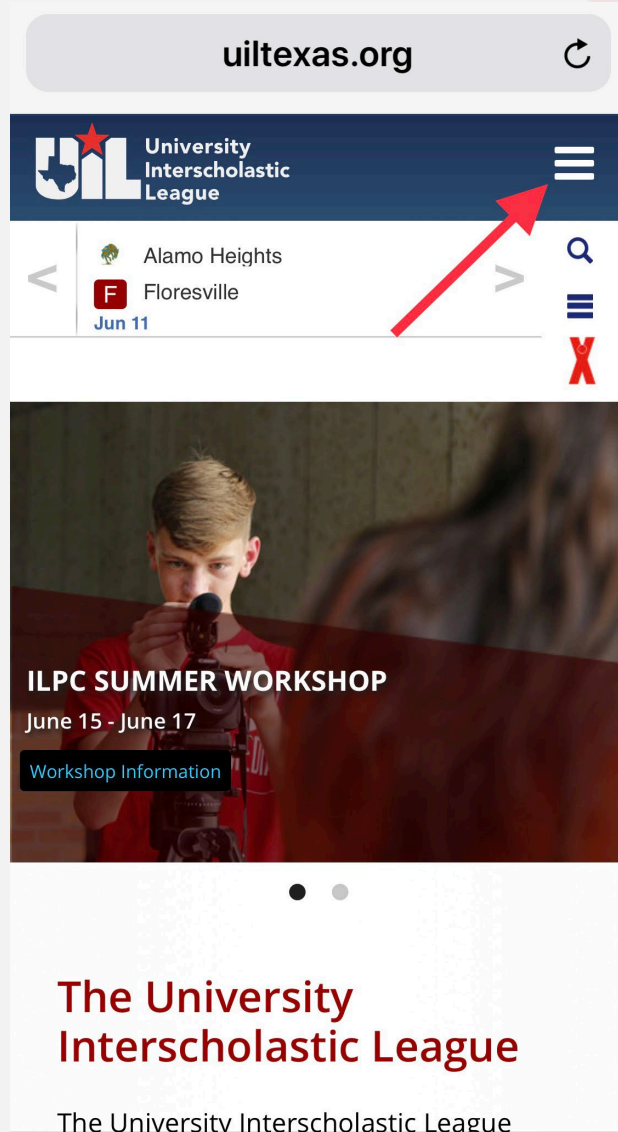 uiltexas.org
UIL
University
Interscholastic
League
Alamo Heights
F Floresville
Jun 11
ILPC SUMMER WORKSHOP
June 15 - June 17
Workshop Information
The University
Interscholastic League
The University Interscholastic League